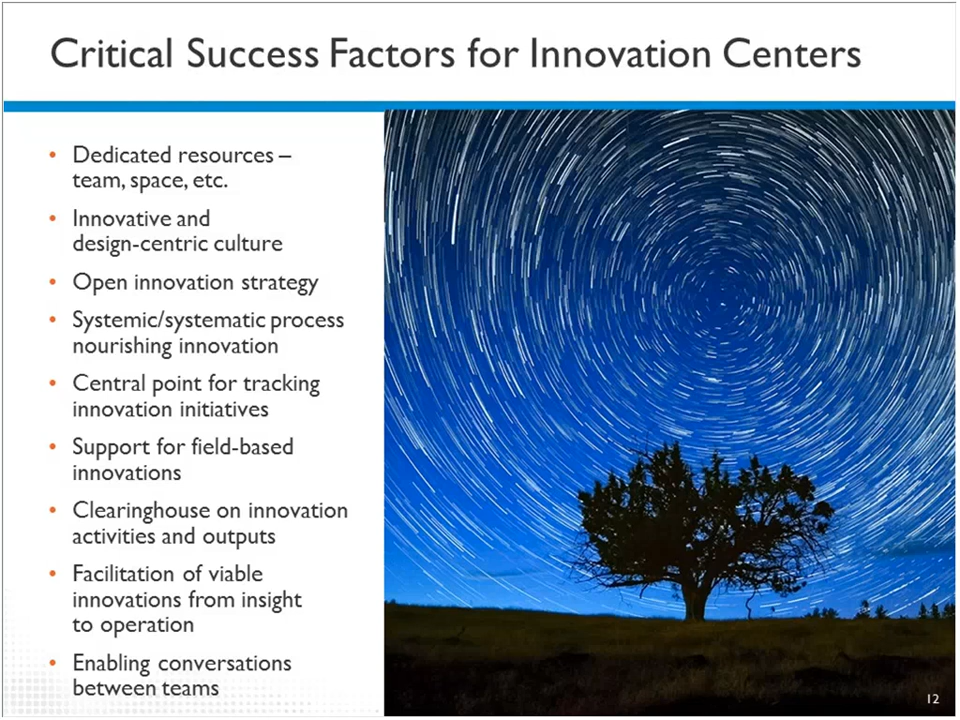 Critical Success Factors for Innovation Centers
• Dedicated resources –
team, space, etc.
• Innovative and
design-centric culture
• Open innovation strategy
• Systemic/systematic process
nourishing innovation
• Central point for tracking
innovation initiatives
• Support for field-based
innovations
• Clearinghouse on innovation
activities and outputs
• Facilitation of viable
innovations from insight
to operation
• Enabling conversations
between teams
12